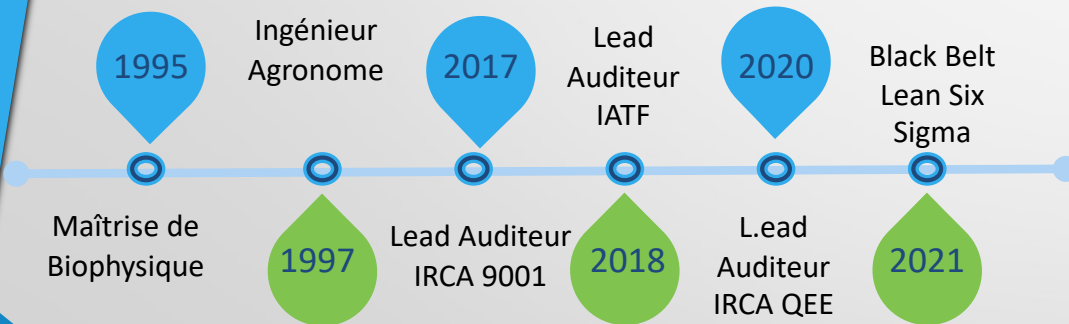 1995
Maîtrise de
Biophysique
Ingénieur
Agronome
1997
2017
Lead Auditeur
IRCA 9001
Lead
Auditeur
IATF
2018
2020
L.ead
Auditeur
IRCA QEE
Black Belt
Lean Six
Sigma
2021